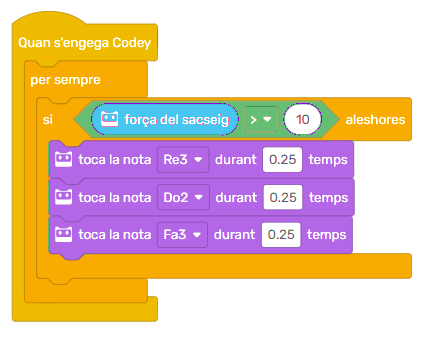 Quan s'engega Codey
per sempre
si força del sacseig > 10 aleshores
toca la nota Re3 durant 0.25 temps
toca la nota Do2 durant 0.25 temps
toca la nota Fa3 durant 0.25 temps